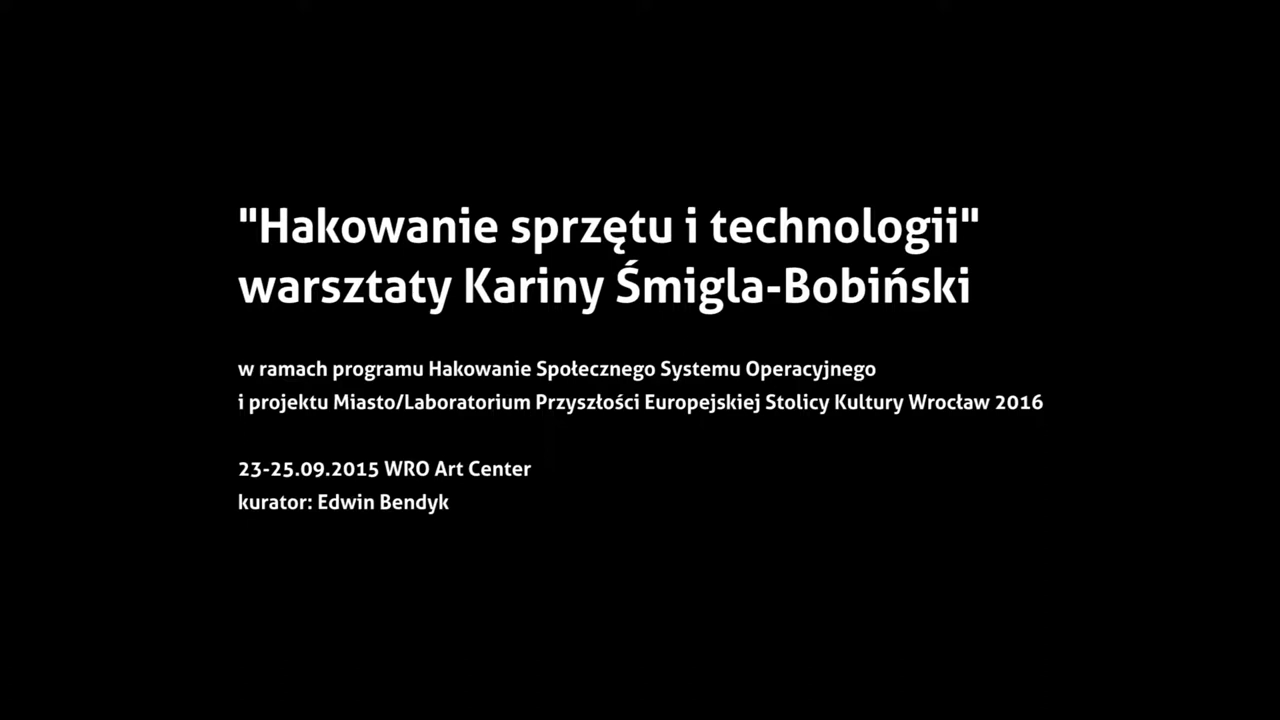 "Hakowanie sprzętu i technologii"
warsztaty Kariny Śmigla-Bobiński
w ramach programu Hakowanie Społecznego Systemu Operacyjnego
i projektu Miasto/Laboratorium Przyszłości Europejskiej Stolicy Kultury Wrocław 2016
23-25.09.2015 WRO Art Center
kurator: Edwin Bendyk